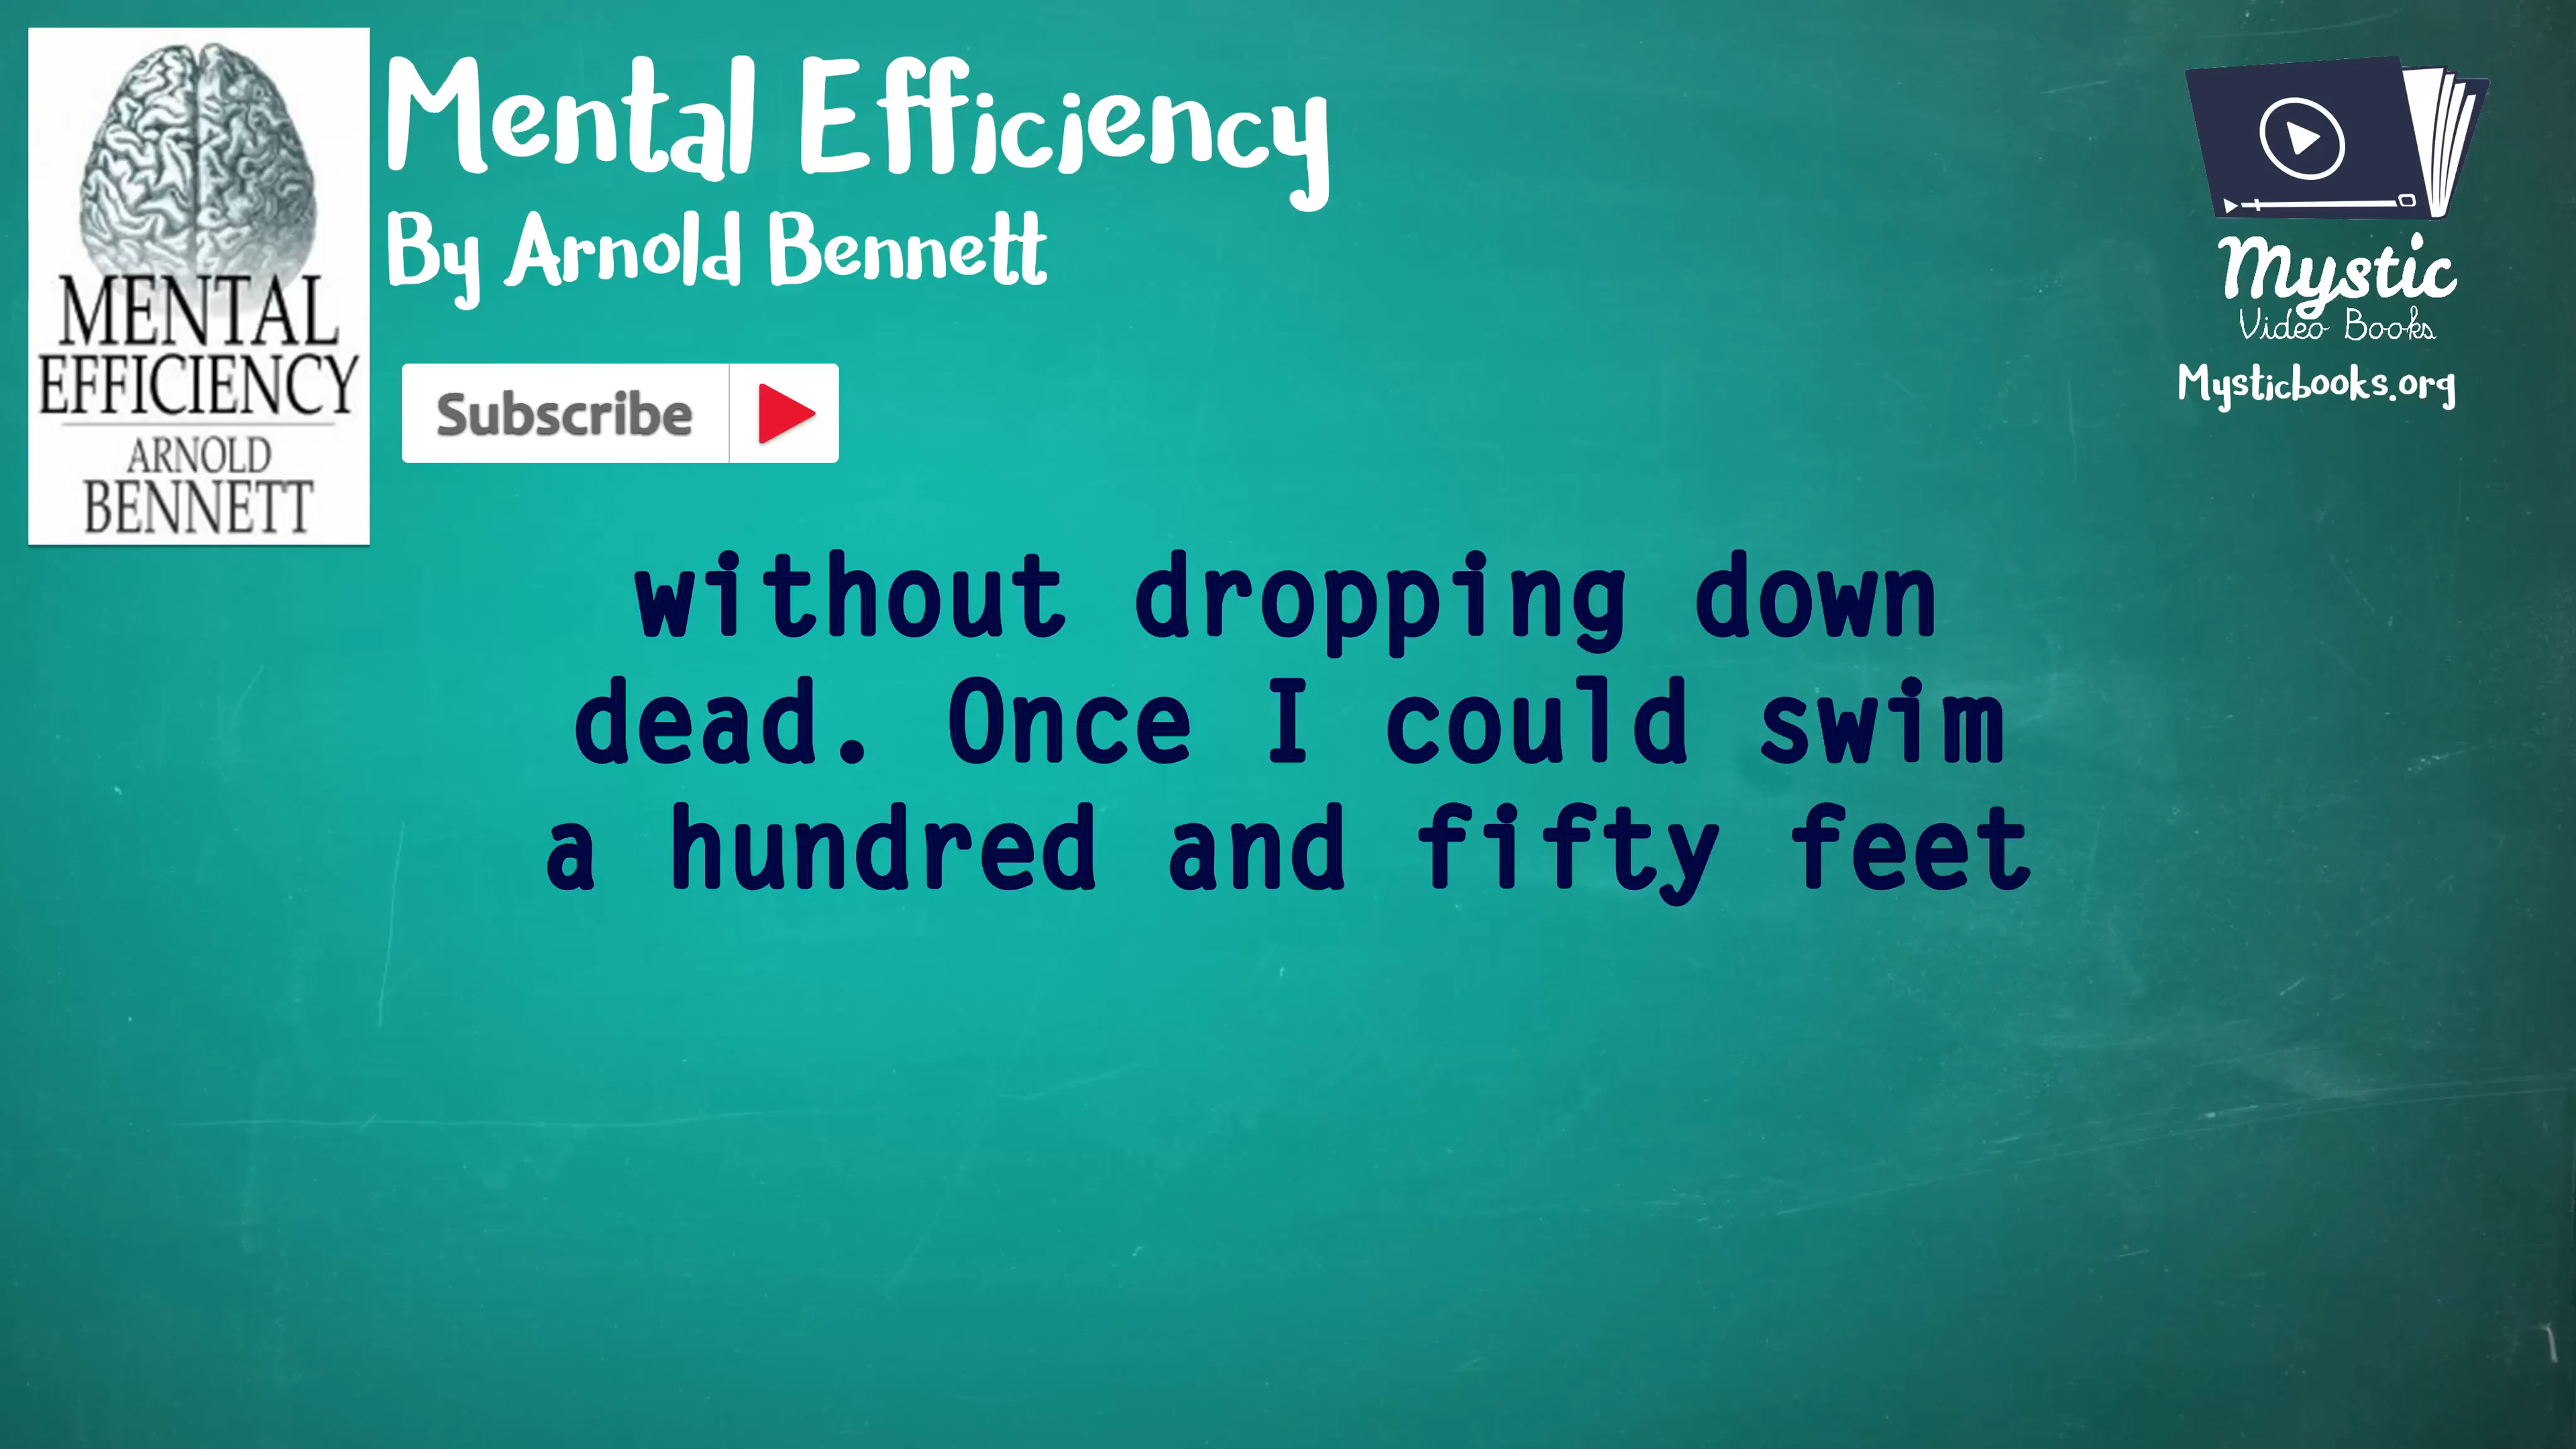 MENTAL
EFFICIENCY
ARNOLD
BENNETT
Mental Efficiency
By Arnold Bennett
Subscribe
Mystic
Video Books
Mysticbooks.org
without dropping down
dead. Once I could swim
a hundred and fifty feet